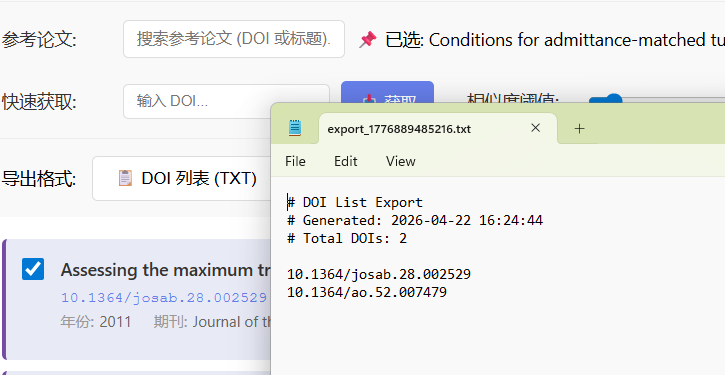 参考论文:
搜索参考论文 (DOI 或标题).
📌 已选: Conditions for admittance-matched tu
快速获取:
输入 DOI...
获取
相似度阈值:
导出格式:
📋 DOI 列表 (TXT)
Assessing the maximum tr
10.1364/josab.28.002529
年份: 2011 期刊: Journal of th
export_1776889485216.txt
File Edit View
# DOI List Export
# Generated: 2026-04-22 16:24:44
# Total DOIs: 2
10.1364/josab.28.002529
10.1364/ao.52.007479